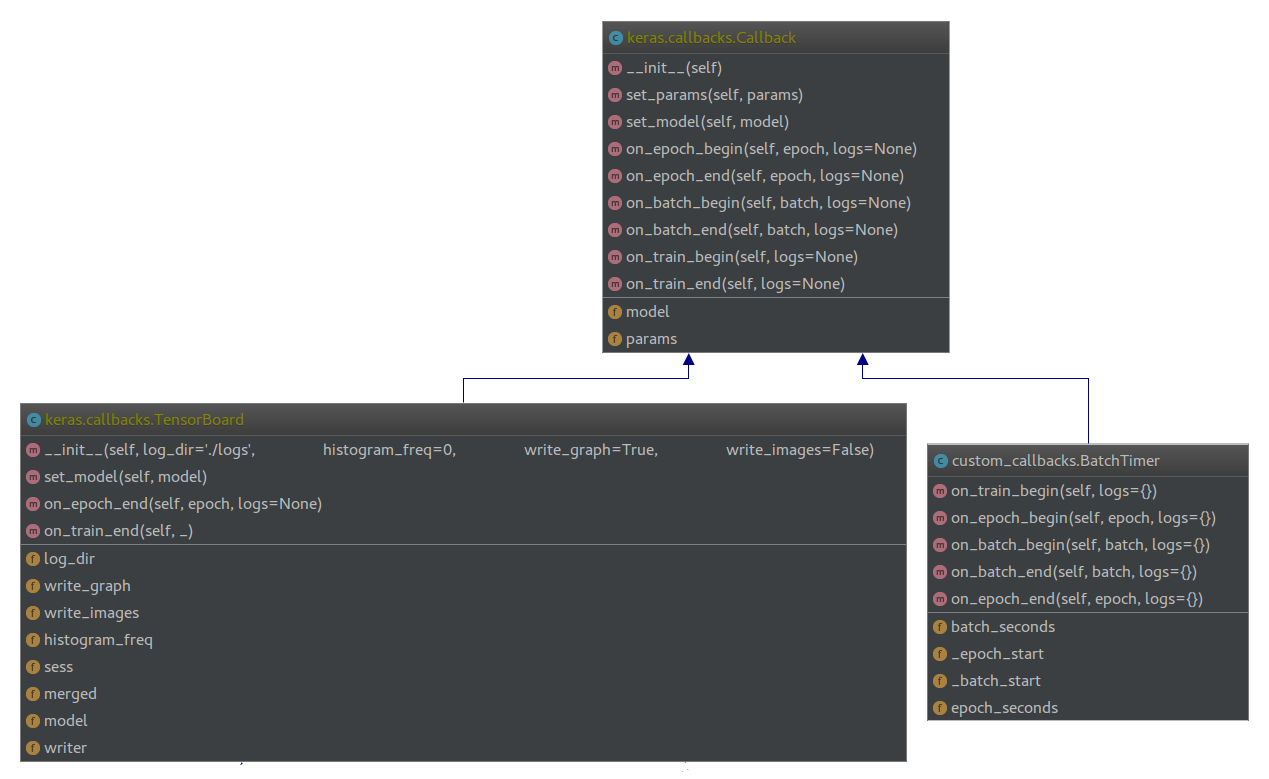 keras.callbacks.Callback
__init__(self)
set_params(self, params)
set_model(self, model)
on_epoch_begin(self, epoch, logs=None)
on_epoch_end(self, epoch, logs=None)
on_batch_begin(self, batch, logs=None)
on_batch_end(self, batch, logs=None)
on_train_begin(self, logs=None)
on_train_end(self, logs=None)
model
params
keras.callbacks.TensorBoard
__init__(self, log_dir='./logs', histogram_freq=0, write_graph=True, write_images=False)
set_model(self, model)
on_epoch_end(self, epoch, logs=None)
on_train_end(self, _)
log_dir
write_graph
write_images
histogram_freq
sess
merged
model
writer
custom_callbacks.BatchTimer
on_train_begin(self, logs={})
on_epoch_begin(self, epoch, logs={})
on_batch_begin(self, batch, logs={})
on_batch_end(self, batch, logs={})
on_epoch_end(self, epoch, logs={})
batch_seconds
_epoch_start
_batch_start
epoch_seconds